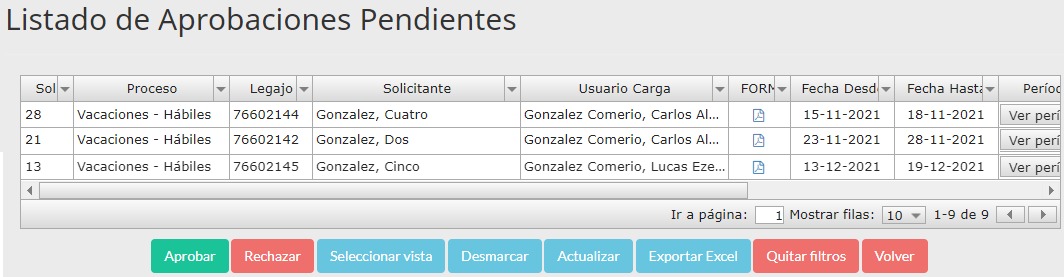 Listado de Aprobaciones Pendientes
Sol Proceso Legajo Solicitante Usuario Carga FORM Fecha Desd Fecha Hasta Períoc
28 Vacaciones - Hábiles 76602144 Gonzalez, Cuatro Gonzalez Comerio, Carlos Al... 15-11-2021 18-11-2021 Ver perí
21 Vacaciones - Hábiles 76602142 Gonzalez, Dos Gonzalez Comerio, Carlos Al... 23-11-2021 28-11-2021 Ver perí
13 Vacaciones - Hábiles 76602145 Gonzalez, Cinco Gonzalez Comerio, Lucas Eze... 13-12-2021 19-12-2021 Ver perí
Ir a página: 1 Mostrar filas: 10 1-9 de 9
Aprobar Rechazar Seleccionar vista Desmarcar Actualizar Exportar Excel Quitar filtros Volver